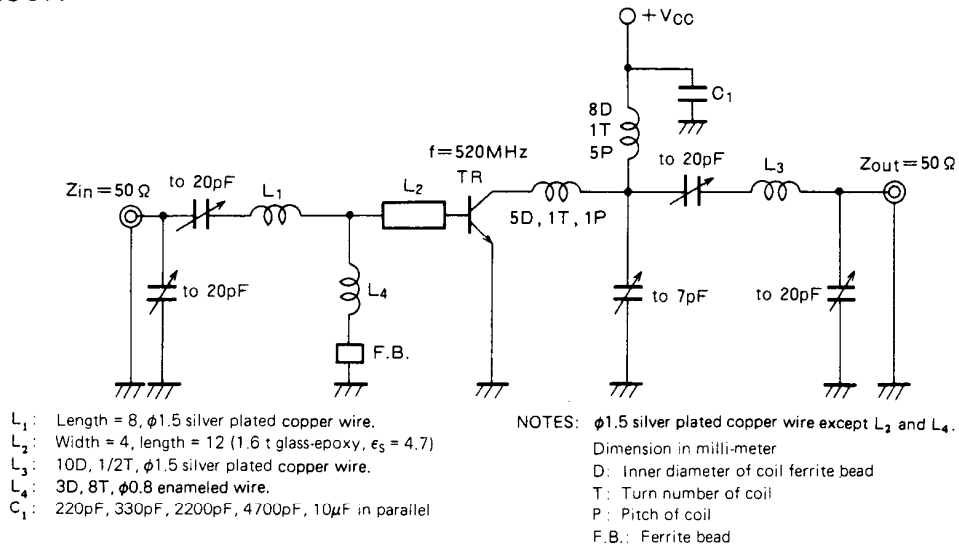 +VCC
C1
8D
1T
5P
f=520MHz
TR
to 20pF
L3
Zout=50Ω
Zin=50Ω
to 20pF
L1
L2
5D, 1T, 1P
to 20pF
L4
to 7pF
to 20pF
F.B.
L1: Length = 8, φ1.5 silver plated copper wire.
L2: Width = 4, length = 12 (1.6 t glass-epoxy, εs = 4.7)
L3: 10D, 1/2T, φ1.5 silver plated copper wire.
L4: 3D, 8T, φ0.8 enameled wire.
C1: 220pF, 330pF, 2200pF, 4700pF, 10μF in parallel
NOTES: φ1.5 silver plated copper wire except L2 and L4.
Dimension in milli-meter
D: Inner diameter of coil ferrite bead
T: Turn number of coil
P: Pitch of coil
F.B.: Ferrite bead